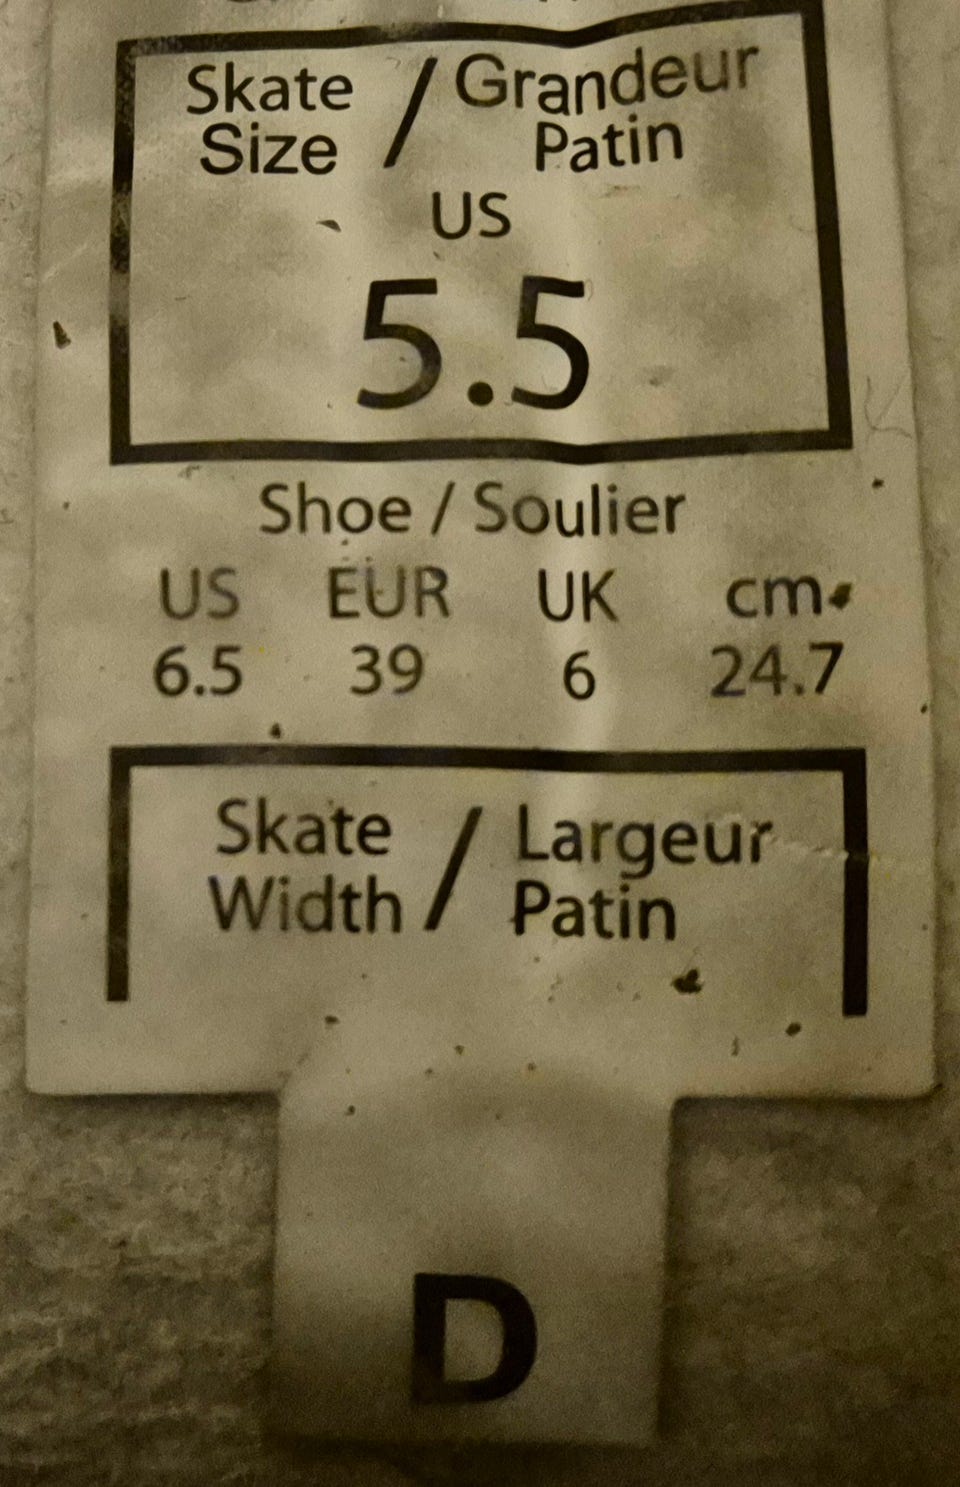 Skate / Grandeur
Size Patin
US
5.5
Shoe / Soulier
US EUR UK cm
6.5 39 6 24.7
Skate / Largeur
Width Patin
D